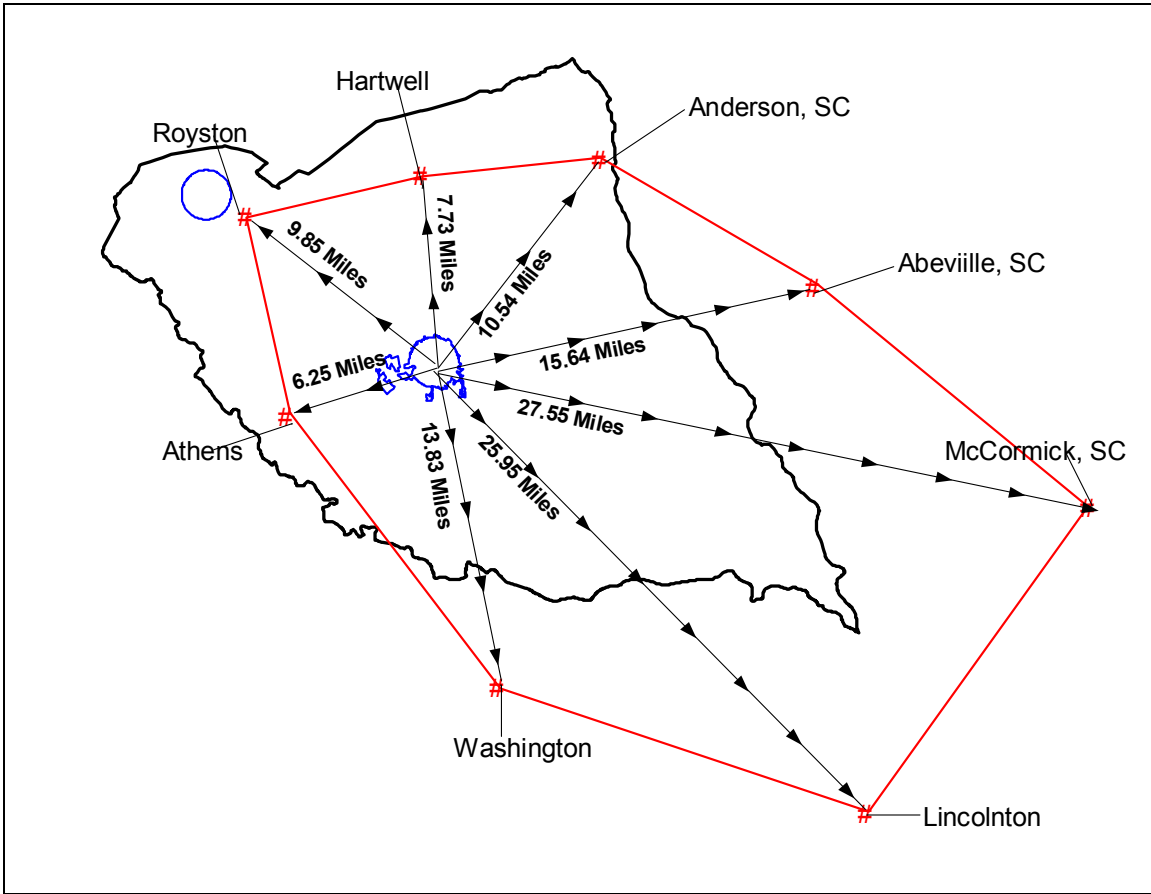 Hartwell
Anderson, SC
Royston
7.73 Miles
9.85 Miles
10.54 Miles
Abeviille, SC
15.64 Miles
6.25 Miles
27.55 Miles
Athens
13.83 Miles
25.95 Miles
McCormick, SC
Washington
Lincolnton